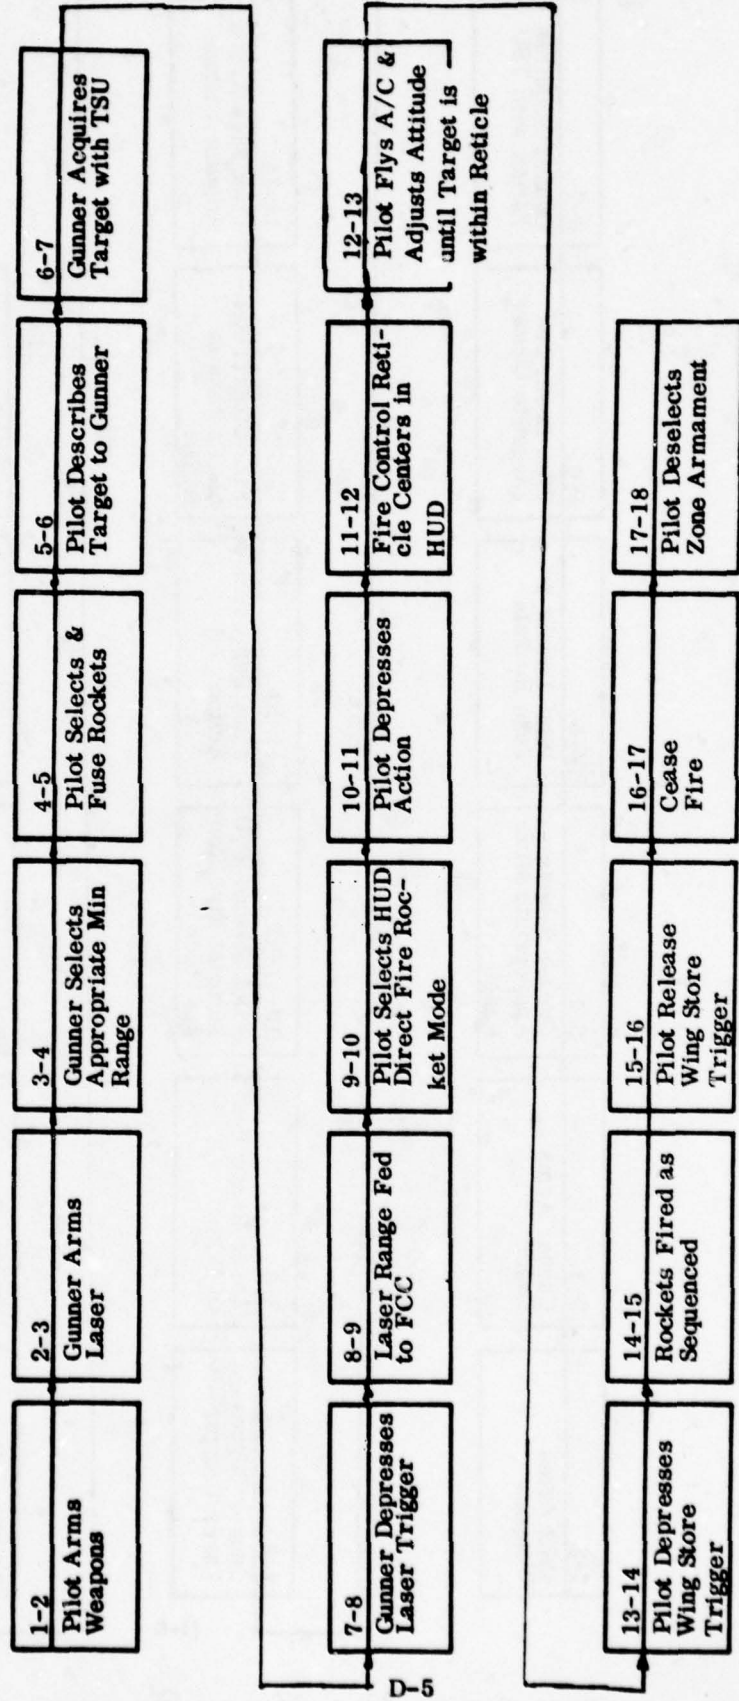 1-2
Pilot Arms
Weapons
2-3
Gunner Arms
Laser
3-4
Gunner Selects
Appropriate Min
Range
4-5
Pilot Selects &
Fuse Rockets
5-6
Pilot Describes
Target to Gunner
6-7
Gunner Acquires
Target with TSU
7-8
Gunner Depresses
Laser Trigger
8-9
Laser Range Fed
to FCC
9-10
Pilot Selects HUD
Direct Fire Roc-
ket Mode
10-11
Pilot Depresses
Action
11-12
Fire Control Reti-
cle Centers in
HUD
12-13
Pilot Flys A/C &
Adjusts Attitude
until Target is
within Reticle
13-14
Pilot Depresses
Wing Store
Trigger
14-15
Rockets Fired as
Sequenced
15-16
Pilot Release
Wing Store
Trigger
16-17
Cease
Fire
17-18
Pilot Deselects
Zone Armament
D-5